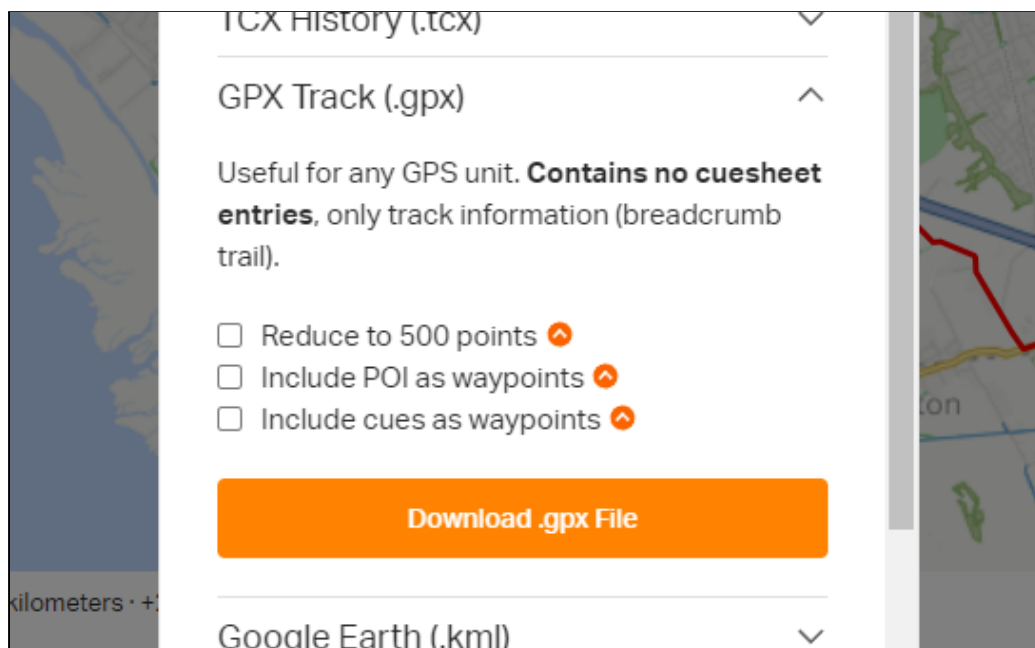 TCX History (.tcx)
GPX Track (.gpx)
Useful for any GPS unit. Contains no cuesheet
entries, only track information (breadcrumb
trail).
Reduce to 500 points
Include POI as waypoints
Include cues as waypoints
ton
Download .gpx File
kilometers · +
Google Earth (.kml)